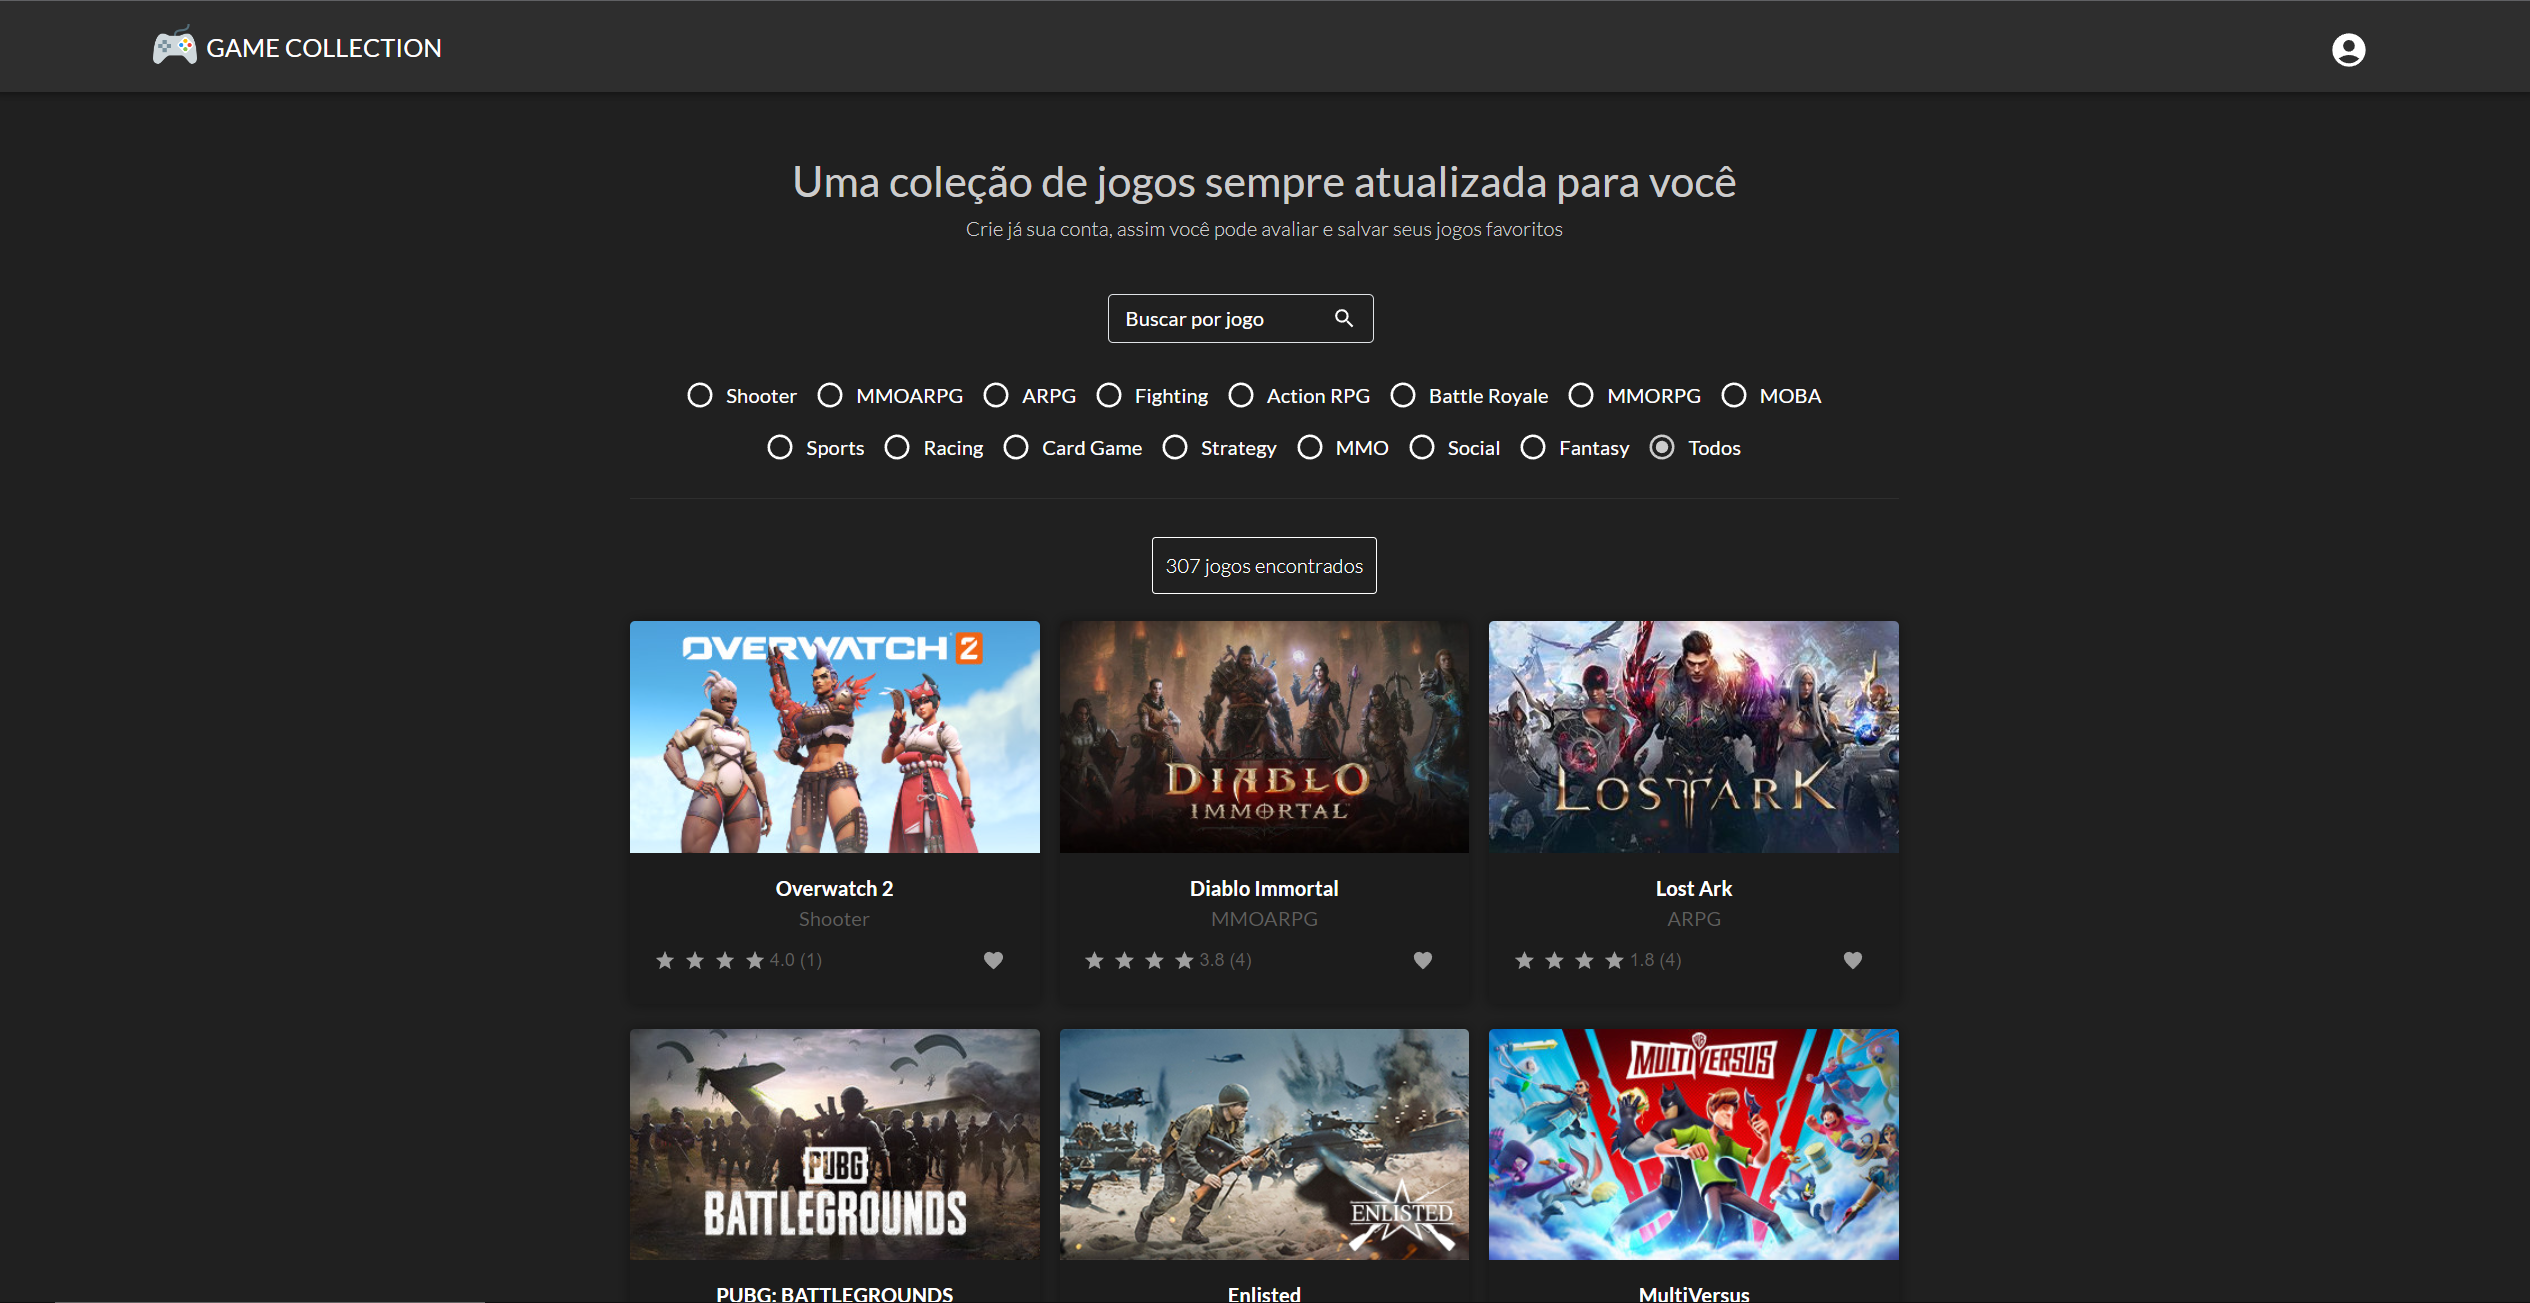 GAME COLLECTION
Uma coleção de jogos sempre atualizada para você
Crie já sua conta, assim você pode avaliar e salvar seus jogos favoritos
Buscar por jogo
Shooter MMOARPG ARPG Fighting Action RPG Battle Royale MMORPG MOBA
Sports Racing Card Game Strategy MMO Social Fantasy Todos
307 jogos encontrados
OVERWATCH 2
DIABLO
IMMORTAL
LOST ARK
Overwatch 2
Diablo Immortal
Lost Ark
Shooter
MMOARPG
ARPG
4.0 (1)
3.8 (4)
1.8 (4)
PUBG
BATTLEGROUNDS
ENLISTED
MULTIVERSUS
PUBG: BATTLEGROUNDS
Enlisted
MultiVersus